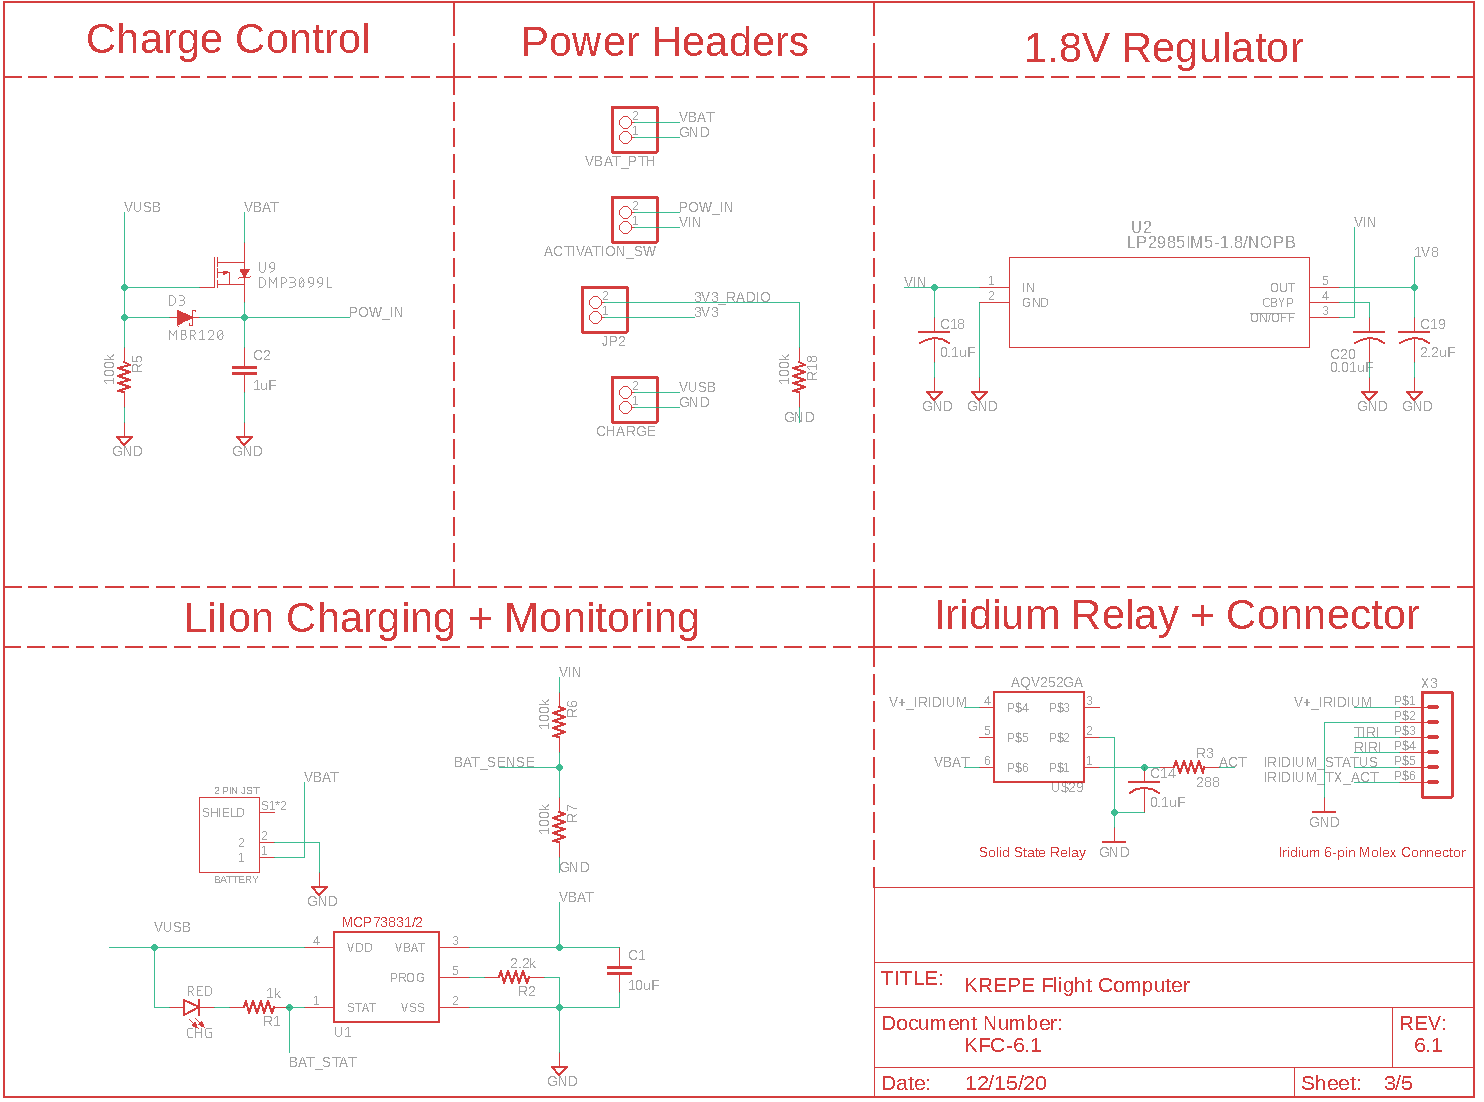 Charge Control
VUSB
VBAT
U9
DMP3099L
D3
MBR120
POW_IN
100k
R5
C2
1uF
GND
GND
Power Headers
2
1
VBAT
GND
VBAT_PTH
2
1
POW_IN
VIN
ACTIVATION_SW
2
1
3V3_RADIO
3V3
JP2
100k
R18
GND
2
1
VUSB
GND
CHARGE
1.8V Regulator
U2
LP2985IM5-1.8/NOPB
VIN
VIN
1V8
1
2
IN
GND
OUT
CBYP
ON/OFF
5
4
3
C18
0.1uF
C20
0.01uF
C19
2.2uF
GND
GND
GND
GND
LiIon Charging + Monitoring
VIN
100k
R6
BAT_SENSE
100k
R7
GND
VBAT
2 PIN JST
SHIELD
S1*2
2
2
1
1
BATTERY
GND
VUSB
VBAT
MCP73831/2
4
VDD
VBAT
3
PROG
5
1
STAT
VSS
2
U1
RED
CHG
1k
R1
BAT_STAT
2.2k
R2
C1
10uF
GND
Iridium Relay + Connector
AQV252GA
V+_IRIDIUM
4
P$4
P$3
3
5
P$5
P$2
2
VBAT
6
P$6
P$1
1
U$29
C14
0.1uF
R3
288
ACT
GND
Solid State Relay
X3
V+_IRIDIUM
P$1
P$2
TIRI
P$3
RIRI
P$4
IRIDIUM_STATUS
P$5
IRIDIUM_TX_ACT
P$6
GND
Iridium 6-pin Molex Connector
TITLE:
KREPE Flight Computer
Document Number:
KFC-6.1
REV:
6.1
Date:
12/15/20
Sheet:
3/5